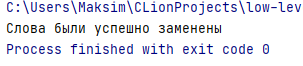 C:\Users\Maksim\CLionProjects\low-lev
Слова были успешно заменены
Process finished with exit code 0